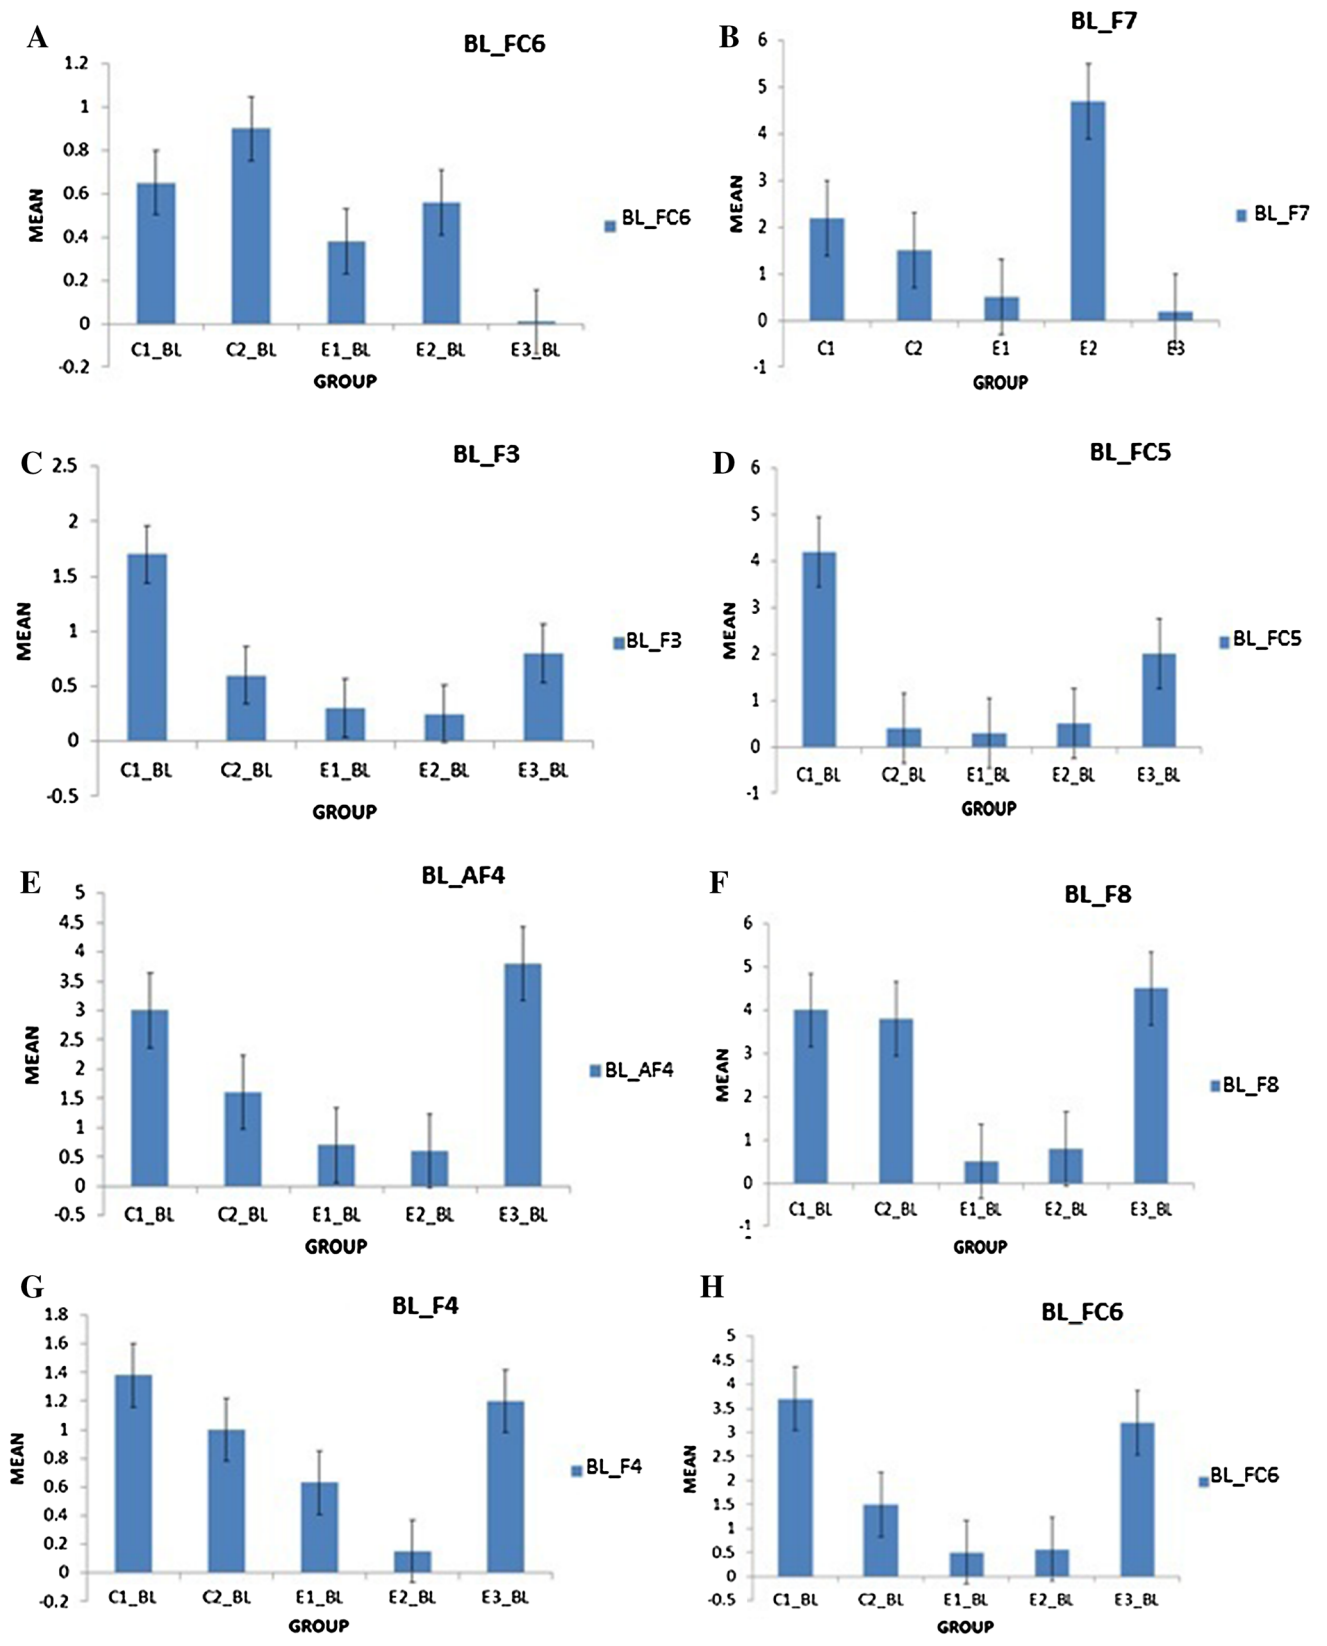 A
BL_FC6
1.2
1
0.8
0.6
0.4
0.2
0
-0.2
MEAN
C1_BL C2_BL E1_BL E2_BL E3_BL
GROUP
BL_FC6
B
BL_F7
6
5
4
3
2
1
0
-1
MEAN
C1 C2 E1 E2 E3
GROUP
BL_F7
C
BL_F3
2.5
2
1.5
1
0.5
0
-0.5
MEAN
C1_BL C2_BL E1_BL E2_BL E3_BL
GROUP
BL_F3
D
BL_FC5
6
5
4
3
2
1
0
-1
MEAN
C1_BL C2_BL E1_BL E2_BL E3_BL
GROUP
BL_FC5
E
BL_AF4
5
4.5
4
3.5
3
2.5
2
1.5
1
0.5
0
-0.5
MEAN
C1_BL C2_BL E1_BL E2_BL E3_BL
GROUP
BL_AF4
F
BL_F8
6
5
4
3
2
1
0
-1
MEAN
C1_BL C2_BL E1_BL E2_BL E3_BL
GROUP
BL_F8
G
BL_F4
1.8
1.6
1.4
1.2
1
0.8
0.6
0.4
0.2
0
-0.2
MEAN
C1_BL C2_BL E1_BL E2_BL E3_BL
GROUP
BL_F4
H
BL_FC6
5
4.5
4
3.5
3
2.5
2
1.5
1
0.5
0
-0.5
MEAN
C1_BL C2_BL E1_BL E2_BL E3_BL
GROUP
BL_FC6